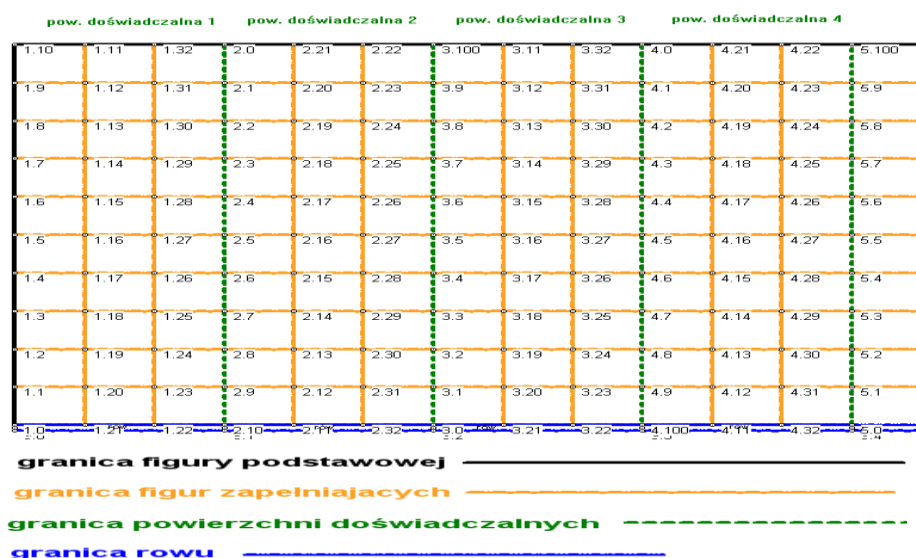 pow. doświadczalna 1 pow. doświadczalna 2 pow. doświadczalna 3 pow. doświadczalna 4
1.10 1.11 1.32 2.0 2.21 2.22 3.100 3.11 3.32 4.0 4.21 4.22 5.100
1.9 1.12 1.31 2.1 2.20 2.23 3.9 3.12 3.31 4.1 4.20 4.23 5.9
1.8 1.13 1.30 2.2 2.19 2.24 3.8 3.13 3.30 4.2 4.19 4.24 5.8
1.7 1.14 1.29 2.3 2.18 2.25 3.7 3.14 3.29 4.3 4.18 4.25 5.7
1.6 1.15 1.28 2.4 2.17 2.26 3.6 3.15 3.28 4.4 4.17 4.26 5.6
1.5 1.16 1.27 2.5 2.16 2.27 3.5 3.16 3.27 4.5 4.16 4.27 5.5
1.4 1.17 1.26 2.6 2.15 2.28 3.4 3.17 3.26 4.6 4.15 4.28 5.4
1.3 1.18 1.25 2.7 2.14 2.29 3.3 3.18 3.25 4.7 4.14 4.29 5.3
1.2 1.19 1.24 2.8 2.13 2.30 3.2 3.19 3.24 4.8 4.13 4.30 5.2
1.1 1.20 1.23 2.9 2.12 2.31 3.1 3.20 3.23 4.9 4.12 4.31 5.1
1.0 1.21 1.22 2.10 2.11 2.32 3.0 3.21 3.22 4.100 4.11 4.32 5.0
granica figury podstawowej
granica figur zapełniajacych
granica powierzchni doświadczalnych
granica rowu